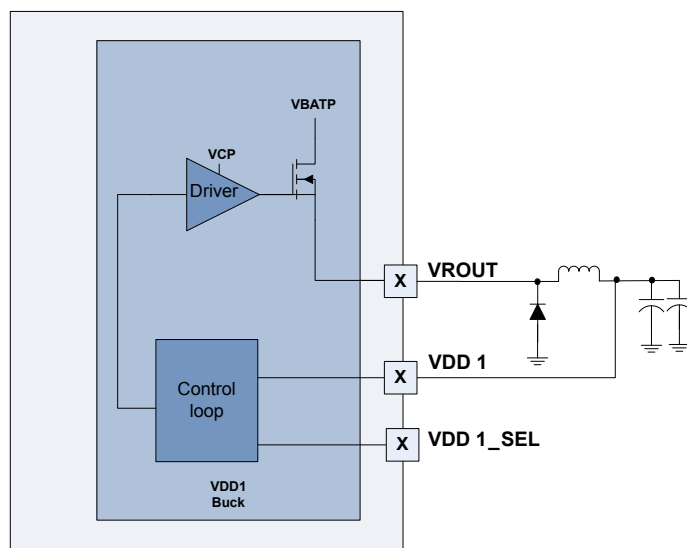 VBATP
VCP
Driver
X
VROUT
X
VDD 1
Control
loop
X
VDD 1_SEL
VDD1
Buck